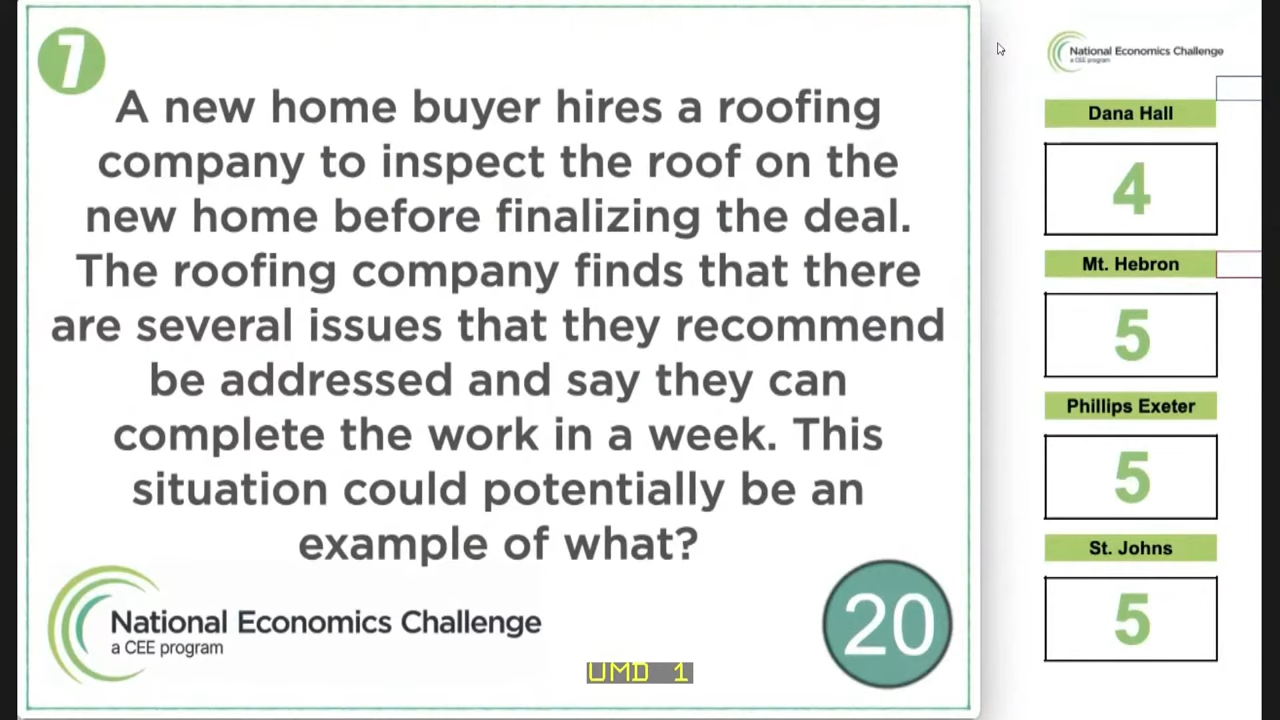 7
A new home buyer hires a roofing
company to inspect the roof on the
new home before finalizing the deal.
The roofing company finds that there
are several issues that they recommend
be addressed and say they can
complete the work in a week. This
situation could potentially be an
example of what?
National Economics Challenge
a CEE program
20
UMD 1
National Economics Challenge
a CEE program
Dana Hall
4
Mt. Hebron
5
Phillips Exeter
5
St. Johns
5